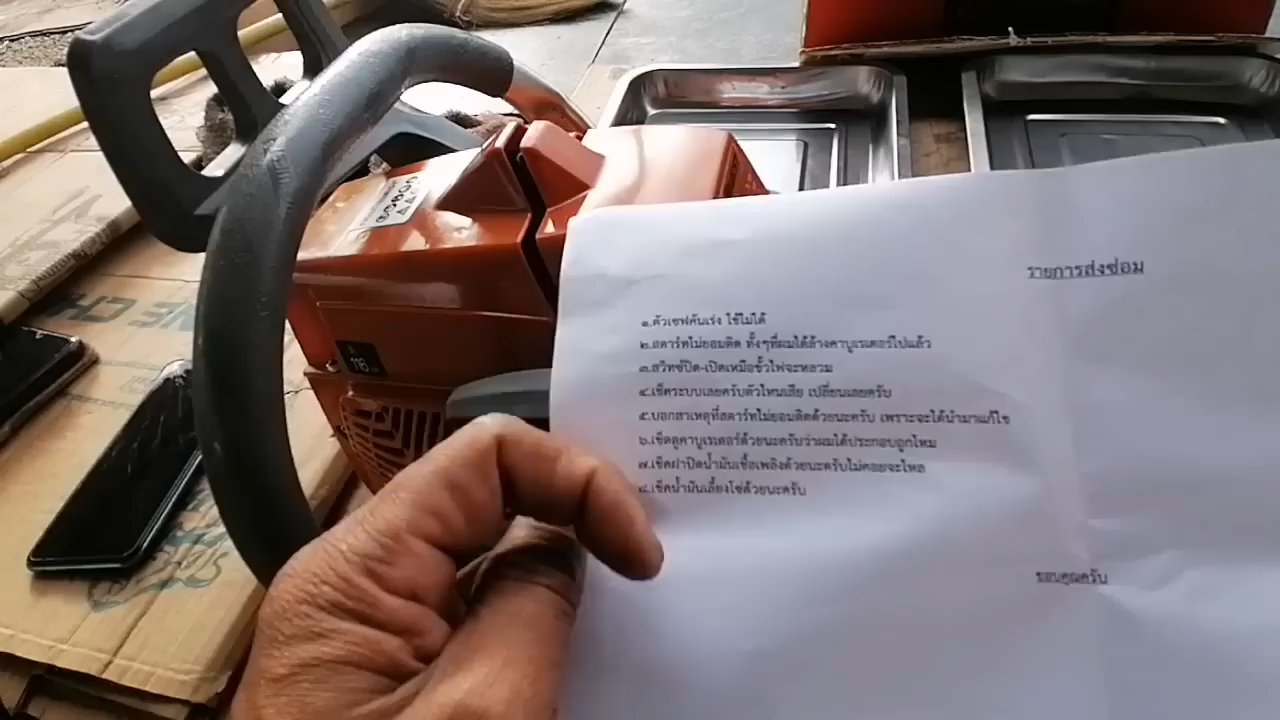 รายการส่งซ่อม
๑.ตัวเซฟคันเร่ง ใช้ไม่ได้
๒.สตาร์ทไม่ยอมติด ทั้งๆที่ผมได้ล้างคาบูเรเตอร์ไปแล้ว
๓.สวิทซ์ปิด-เปิดเหมือขั้วไฟจะหลวม
๔.เช็คระบบเลยครับตัวไหนเสีย เปลี่ยนเลยครับ
๕.บอกสาเหตุที่สตาร์ทไม่ยอมติดด้วยนะครับ เพราะจะได้นำมาแก้ไข
๖.เช็คดูคาบูเรเตอร์ด้วยนะครับว่าผมได้ประกอบถูกไหม
๗.เช็คฝาปิดน้ำมันเชื้อเพลิงด้วยนะครับไม่ค่อยจะไหล
๘.เช็คน้ำมันเลี้ยงโซ่ด้วยนะครับ
ขอบคุณครับ
116